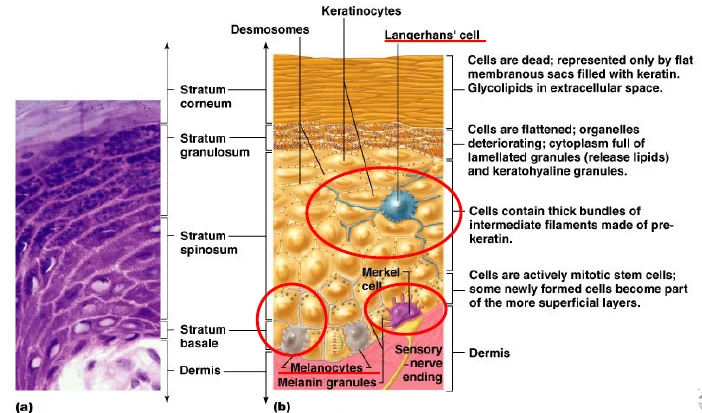 Keratinocytes
Desmosomes
Langerhans' cell
Stratum
corneum
Stratum
granulosum
Stratum
spinosum
Stratum
basale
Dermis
Cells are dead; represented only by flat
membranous sacs filled with keratin.
Glycolipids in extracellular space.
Cells are flattened; organelles
deteriorating; cytoplasm full of
lamellated granules (release lipids)
and keratohyaline granules.
Cells contain thick bundles of
intermediate filaments made of pre-
keratin.
Merkel
cell
Cells are actively mitotic stem cells;
some newly formed cells become part
of the more superficial layers.
Sensory
nerve
ending
Dermis
Melanocytes
Melanin granules
(a)
(b)